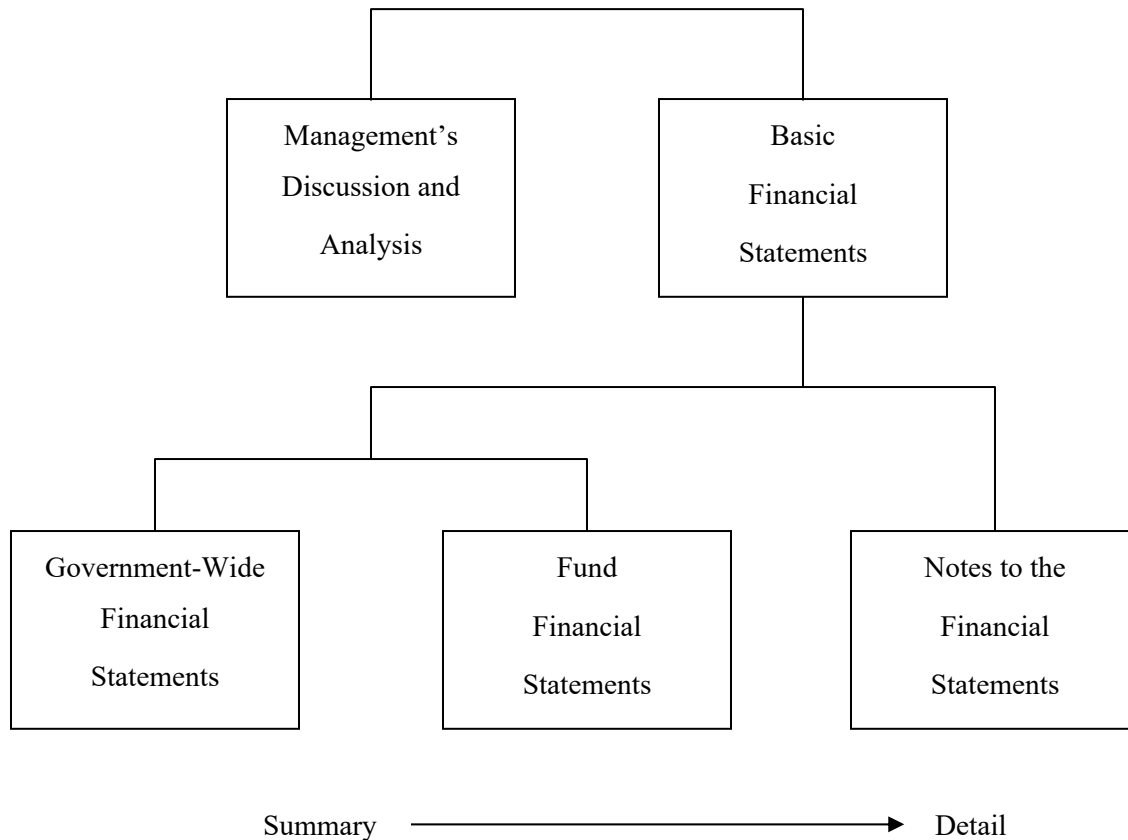 Management’s
Discussion and
Analysis
Basic
Financial
Statements
Government-Wide
Financial
Statements
Fund
Financial
Statements
Notes to the
Financial
Statements
Summary
Detail